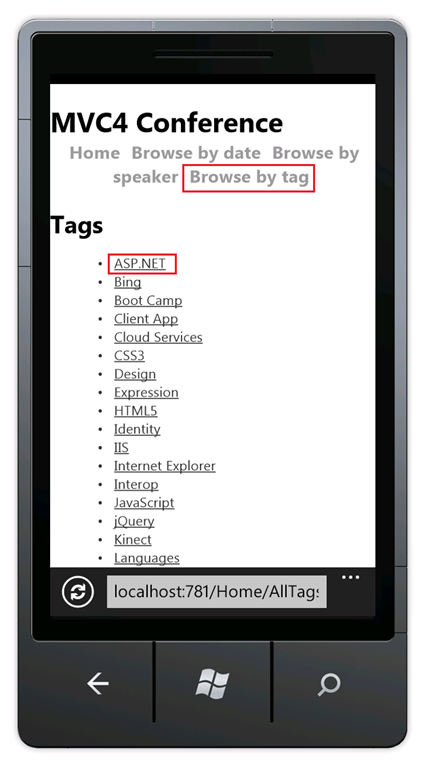 MVC4 Conference
Home Browse by date Browse by
speaker Browse by tag
Tags
• ASP.NET
• Bing
• Boot Camp
• Client App
• Cloud Services
• CSS3
• Design
• Expression
• HTML5
• Identity
• IIS
• Internet Explorer
• Interop
• JavaScript
• jQuery
• Kinect
• Languages
localhost:781/Home/AllTags